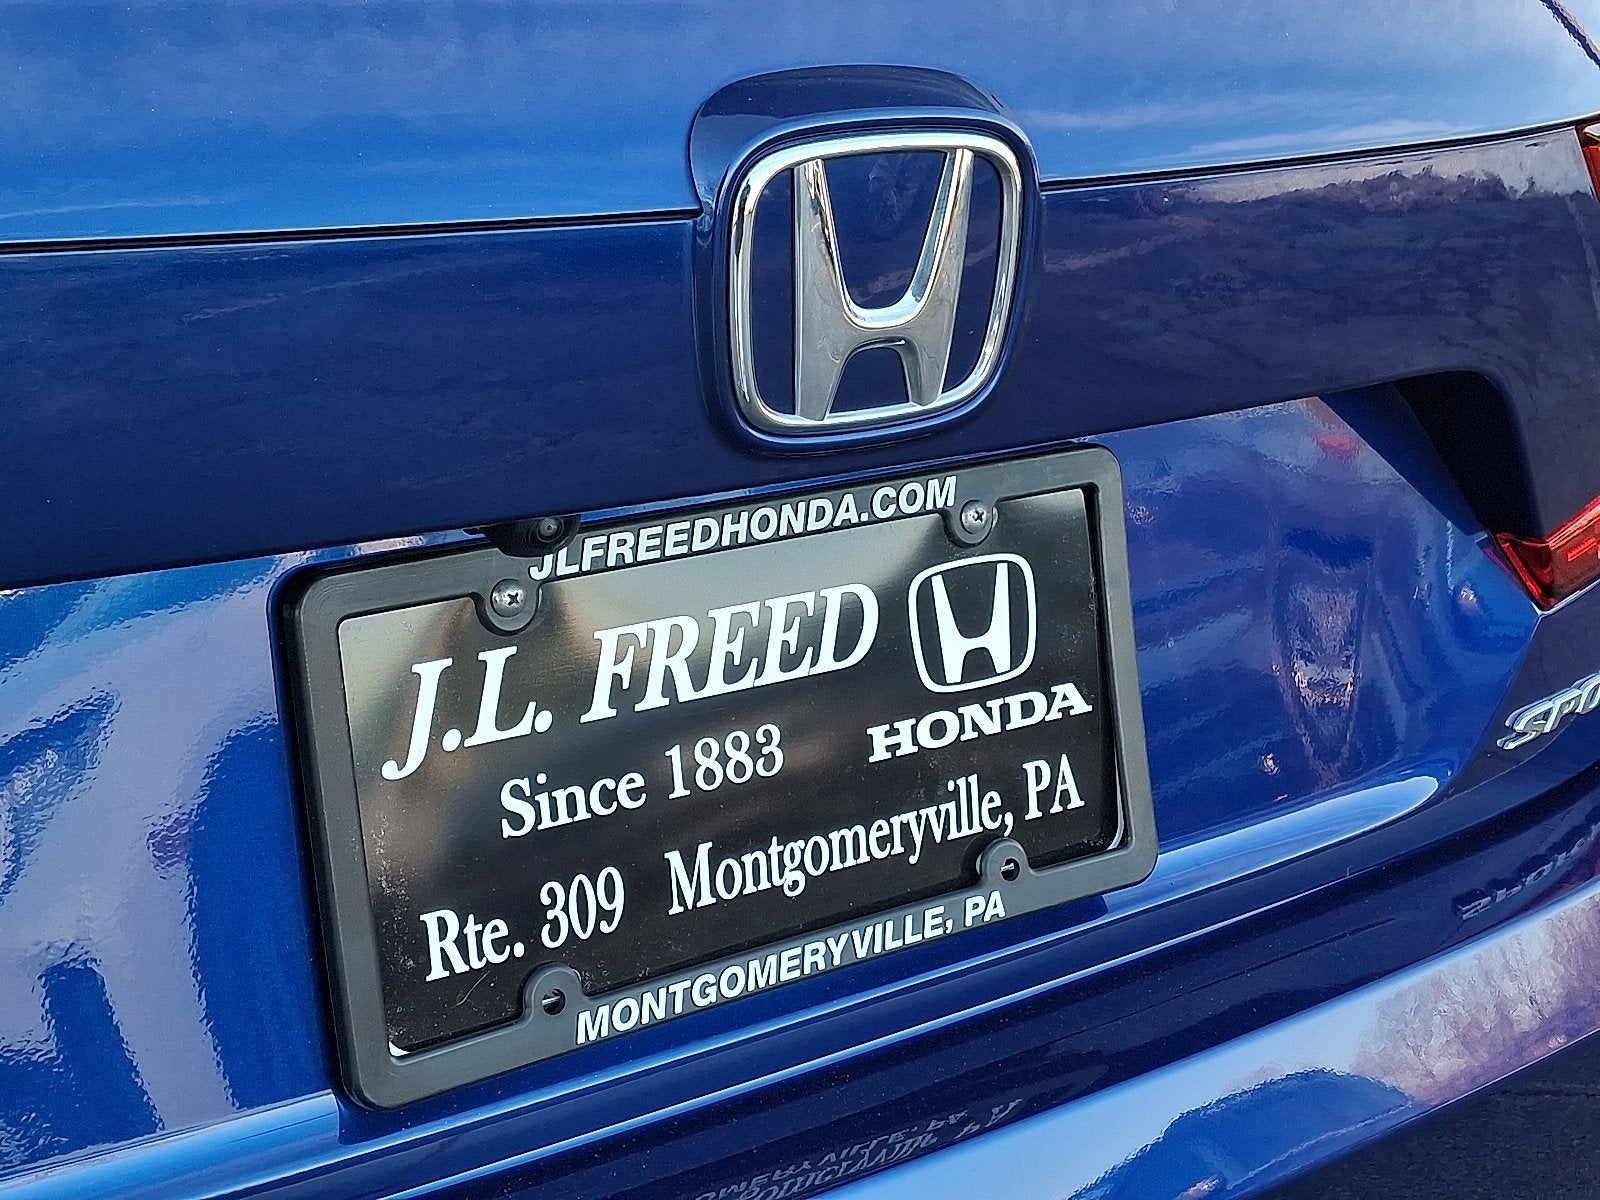 JLFREEDHONDA.COM
J.L. FREED
HONDA
Since 1883
Rte. 309 Montgomeryville, PA
MONTGOMERYVILLE, PA